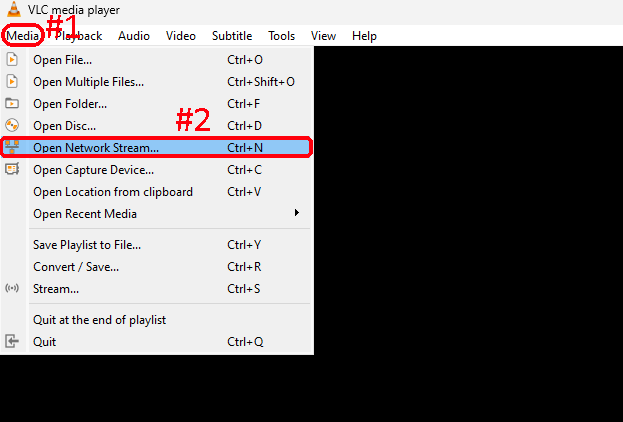 VLC media player
#1
Media Playback Audio Video Subtitle Tools View Help
Open File... Ctrl+O
Open Multiple Files... Ctrl+Shift+O
Open Folder... Ctrl+F
#2
Open Disc... Ctrl+D
Open Network Stream... Ctrl+N
Open Capture Device... Ctrl+C
Open Location from clipboard Ctrl+V
Open Recent Media
Save Playlist to File... Ctrl+Y
Convert / Save... Ctrl+R
Stream... Ctrl+S
Quit at the end of playlist
Quit Ctrl+Q